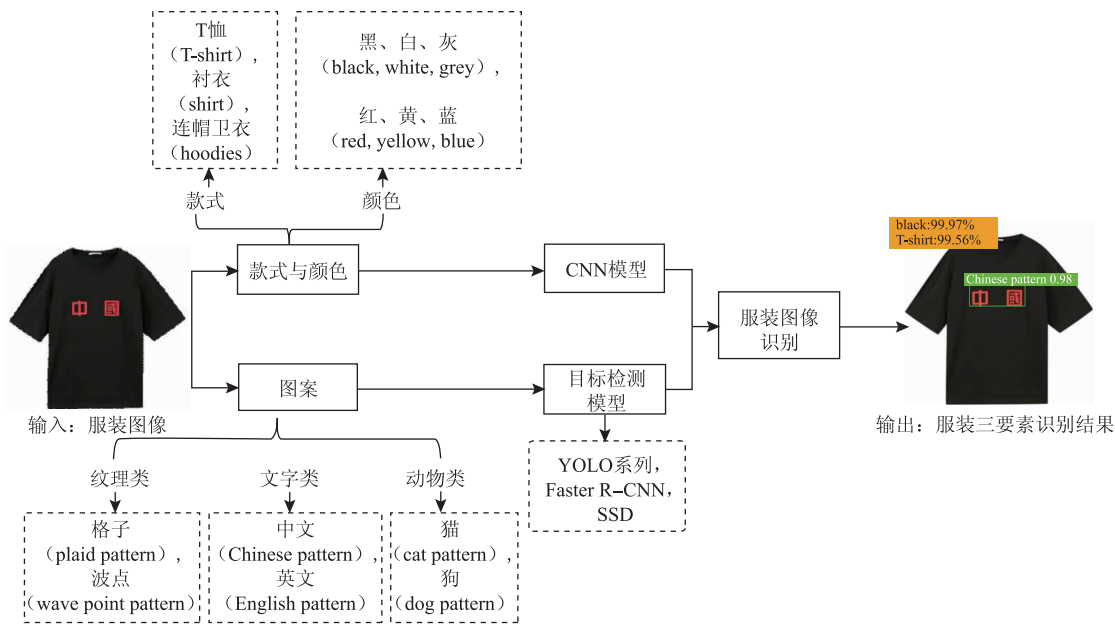 T恤
（T-shirt），
衬衣
（shirt），
连帽卫衣
（hoodies）
黑、白、灰
（black, white, grey），
红、黄、蓝
（red, yellow, blue）
款式
颜色
款式与颜色
CNN模型
中 國
输入：服装图像
图案
目标检测
模型
服装图像
识别
black:99.97%
T-shirt:99.56%
Chinese pattern 0.98
中 國
输出：服装三要素识别结果
YOLO系列，
Faster R–CNN，
SSD
纹理类
文字类
动物类
格子
（plaid pattern），
波点
（wave point pattern）
中文
（Chinese pattern），
英文
（English pattern）
猫
（cat pattern），
狗
（dog pattern）